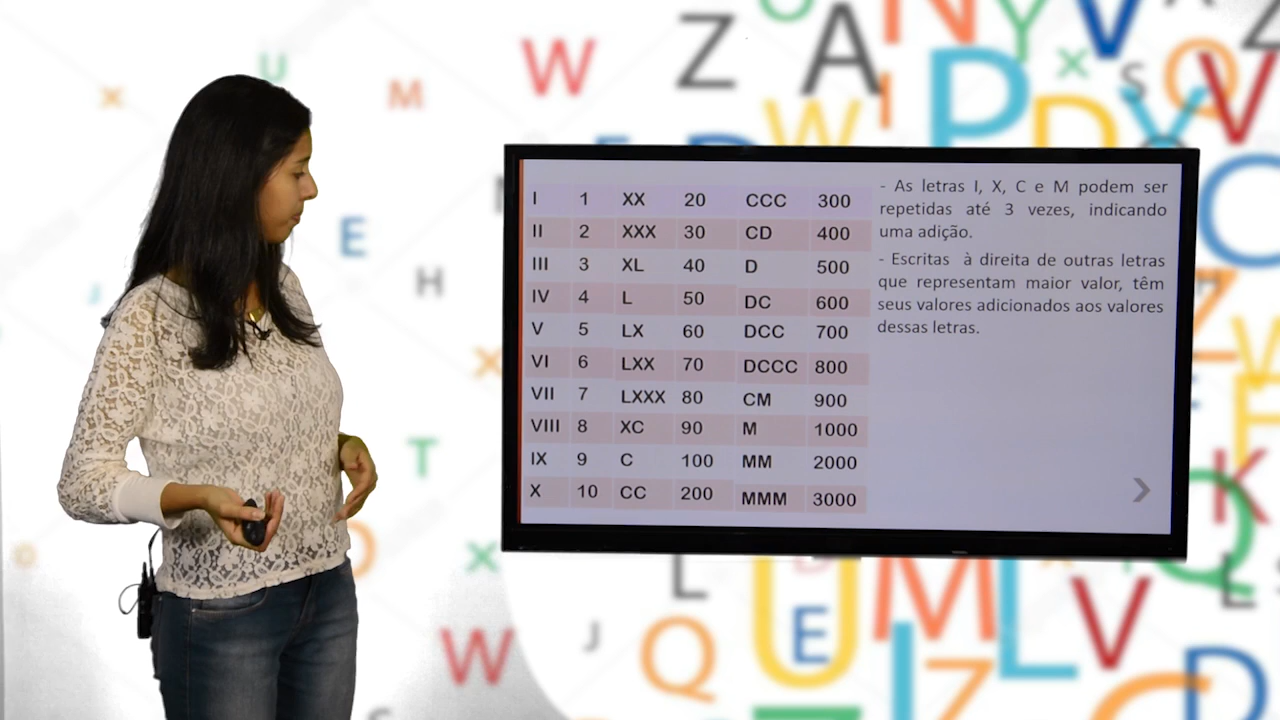 I 1 XX 20 CCC 300
II 2 XXX 30 CD 400
III 3 XL 40 D 500
IV 4 L 50 DC 600
V 5 LX 60 DCC 700
VI 6 LXX 70 DCCC 800
VII 7 LXXX 80 CM 900
VIII 8 XC 90 M 1000
IX 9 C 100 MM 2000
X 10 CC 200 MMM 3000
- As letras I, X, C e M podem ser
repetidas até 3 vezes, indicando
uma adição.
- Escritas à direita de outras letras
que representam maior valor, têm
seus valores adicionados aos valores
dessas letras.